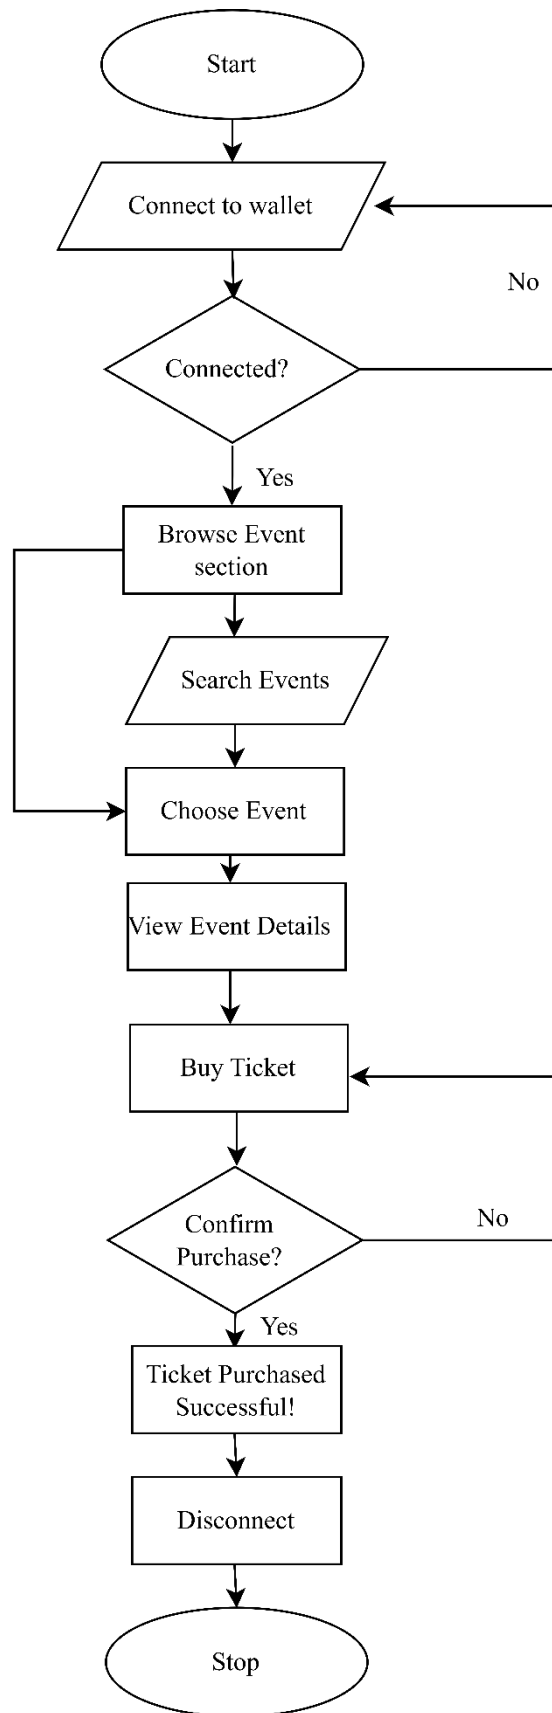 Start
Connect to wallet
No
Connected?
Yes
Browse Event
section
Search Events
Choose Event
View Event Details
Buy Ticket
No
Confirm
Purchase?
Yes
Ticket Purchased
Successful!
Disconnect
Stop